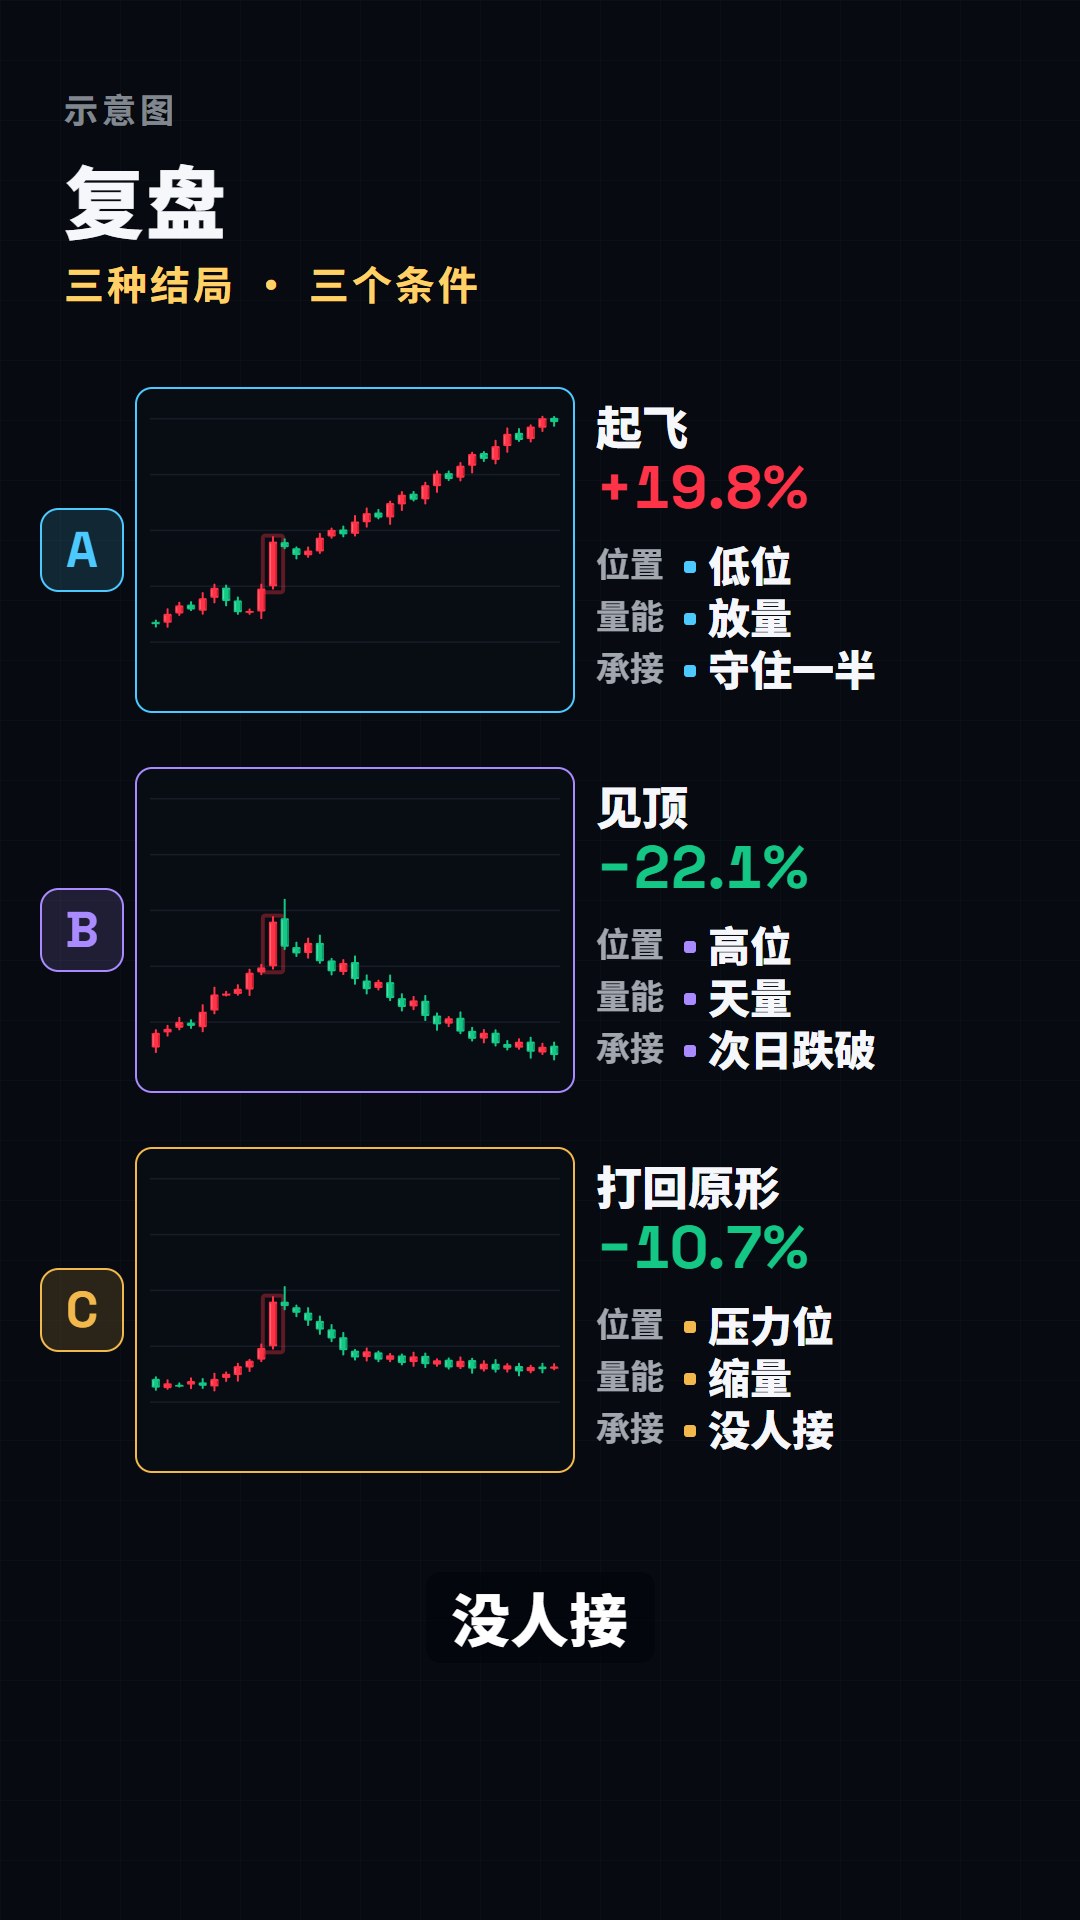 示意图
复盘
三种结局 · 三个条件
A
起飞
+19.8%
位置 低位
量能 放量
承接 守住一半
B
见顶
-22.1%
位置 高位
量能 天量
承接 次日跌破
C
打回原形
-10.7%
位置 压力位
量能 缩量
承接 没人接
没人接